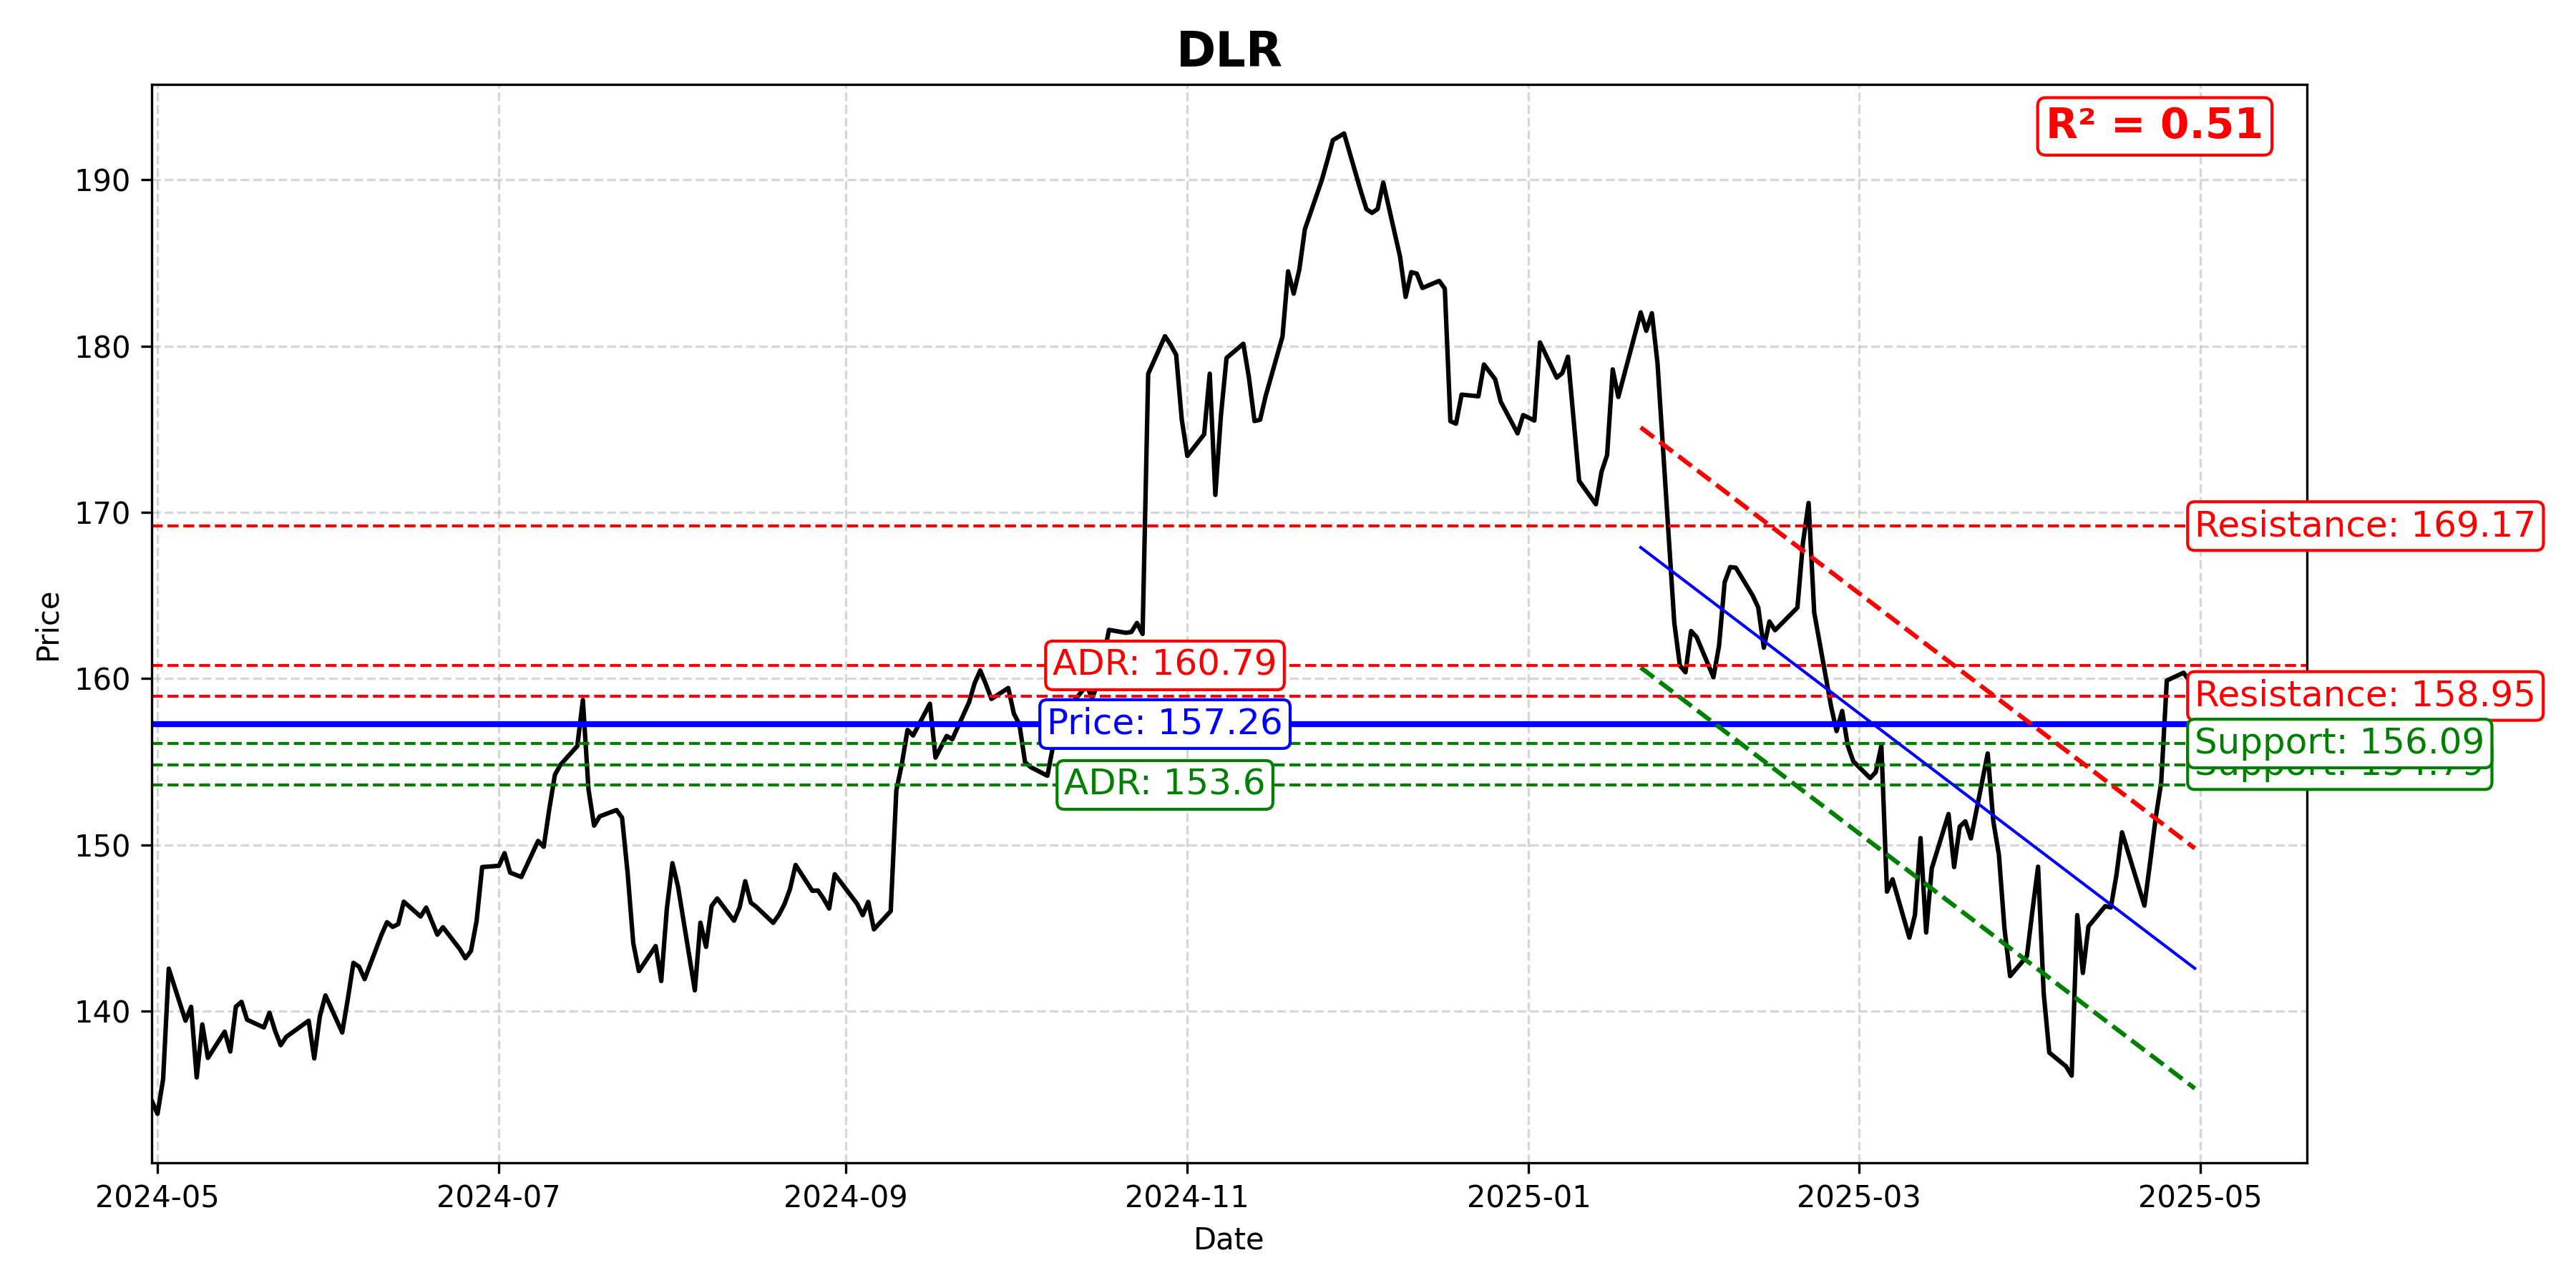 DLR
R² = 0.51
190
180
170
160
150
140
Price
Resistance: 169.17
ADR: 160.79
Resistance: 158.95
Price: 157.26
Support: 156.09
ADR: 153.6
Support:
2024-05
2024-07
2024-09
2024-11
2025-01
2025-03
2025-05
Date